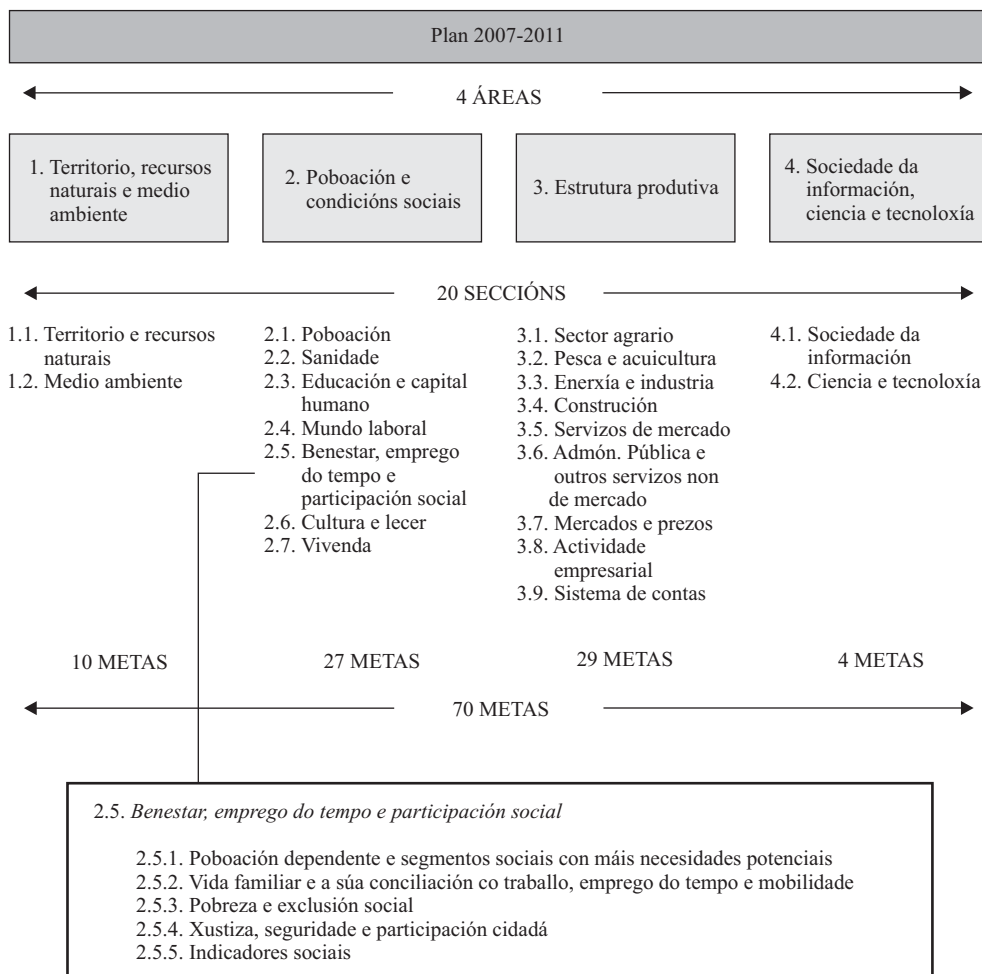 Plan 2007-2011
4 ÁREAS
1. Territorio, recursos
naturais e medio
ambiente
2. Poboación e
condicións sociais
3. Estrutura produtiva
4. Sociedade da
información,
ciencia e tecnoloxía
20 SECCIÓNS
1.1. Territorio e recursos
naturais
1.2. Medio ambiente
2.1. Poboación
2.2. Sanidade
2.3. Educación e capital
humano
2.4. Mundo laboral
2.5. Benestar, emprego
do tempo e
participación social
2.6. Cultura e lecer
2.7. Vivenda
3.1. Sector agrario
3.2. Pesca e acuicultura
3.3. Enerxía e industria
3.4. Construción
3.5. Servizos de mercado
3.6. Admón. Pública e
outros servizos non
de mercado
3.7. Mercados e prezos
3.8. Actividade
empresarial
3.9. Sistema de contas
4.1. Sociedade da
información
4.2. Ciencia e tecnoloxía
10 METAS
27 METAS
29 METAS
4 METAS
70 METAS
2.5. Benestar, emprego do tempo e participación social
2.5.1. Poboación dependente e segmentos sociais con máis necesidades potenciais
2.5.2. Vida familiar e a súa conciliación co traballo, emprego do tempo e mobilidade
2.5.3. Pobreza e exclusión social
2.5.4. Xustiza, seguridade e participación cidadá
2.5.5. Indicadores sociais